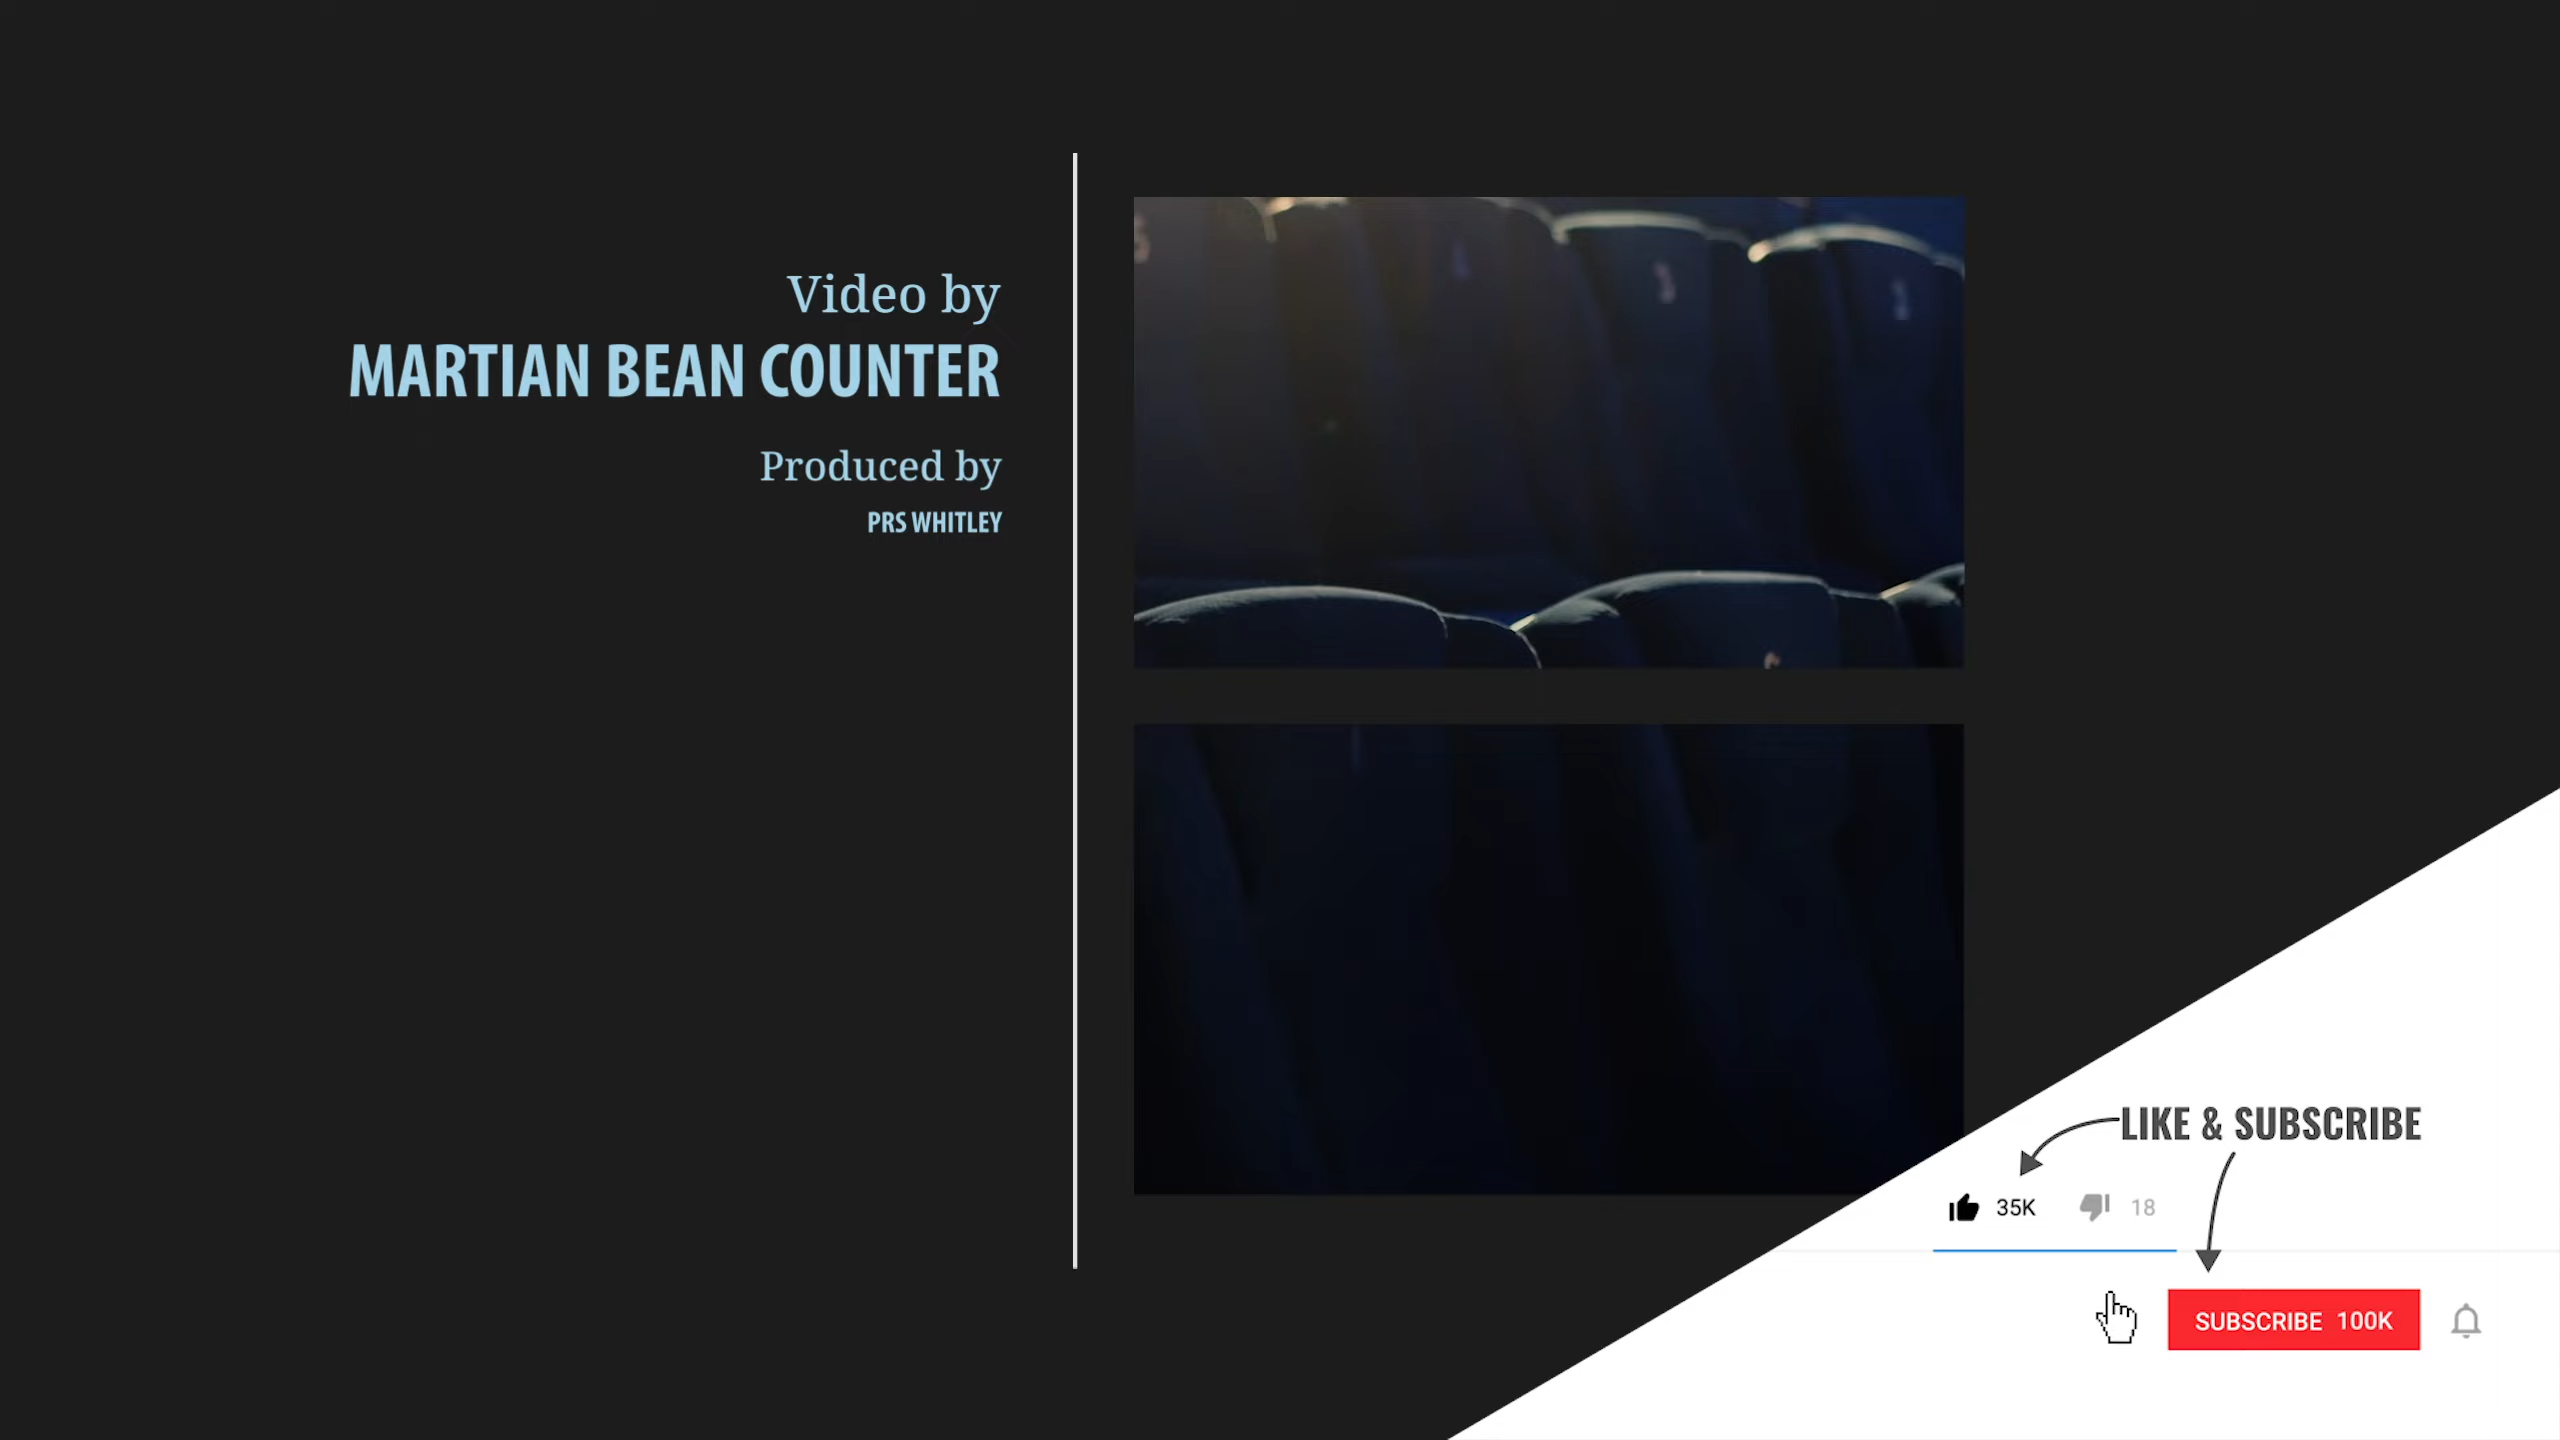 Video by
MARTIAN BEAN COUNTER
Produced by
PRS WHITLEY
LIKE & SUBSCRIBE
35K 18
SUBSCRIBE 100K